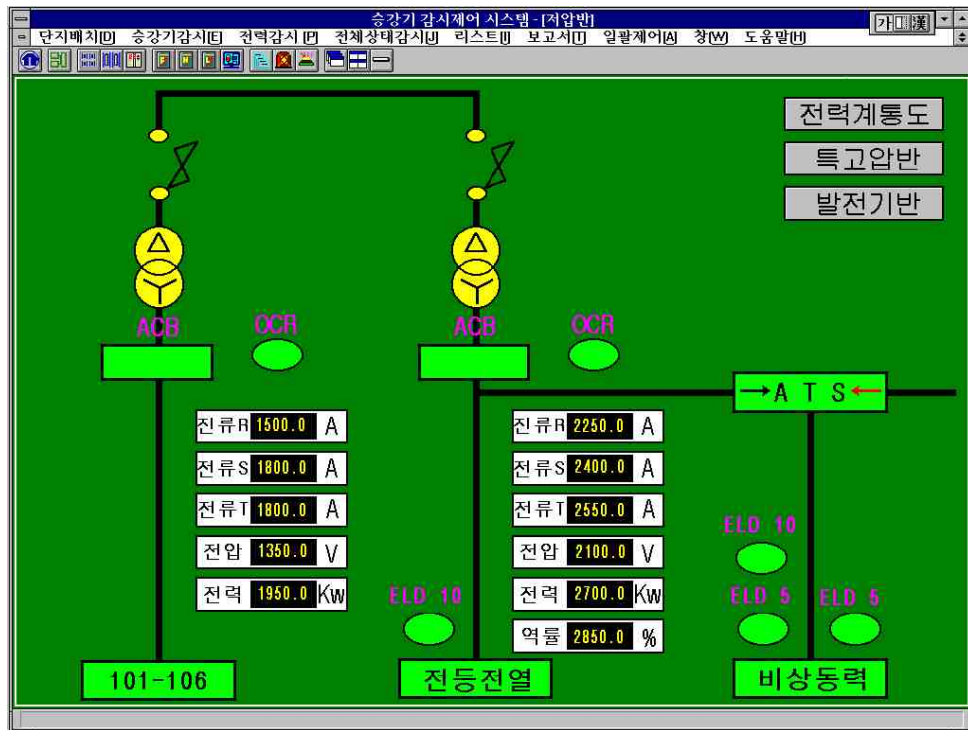 승강기 감시제어 시스템 - [저압반]
가 漢
단지배치[D] 승강기감시[E] 전력감시[P] 전체상태감시[J] 리스트[I] 보고서[T] 일괄제어[A] 창[W] 도움말[H]
전력계통도
특고압반
발전기반
ACB OCR ACB OCR
→A T S←
진류R 1500.0 A 진류R 2250.0 A
전류S 1800.0 A 전류S 2400.0 A
전류T 1800.0 A 전류T 2550.0 A
ELD 10
전압 1350.0 V 전압 2100.0 V
전력 1950.0 Kw ELD 10 전력 2700.0 Kw ELD 5 ELD 5
역률 2850.0 %
101-106 전등전열 비상동력